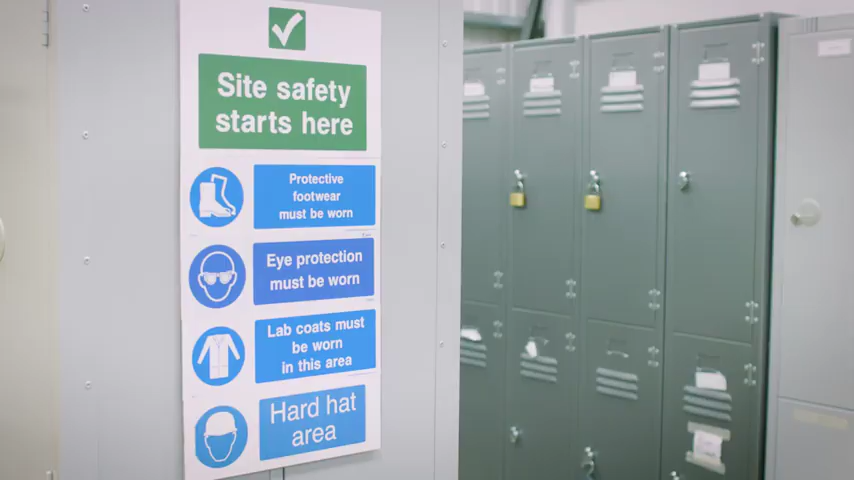 Site safety
starts here
Protective
footwear
must be worn
Eye protection
must be worn
Lab coats must
be worn
in this area
Hard hat
area